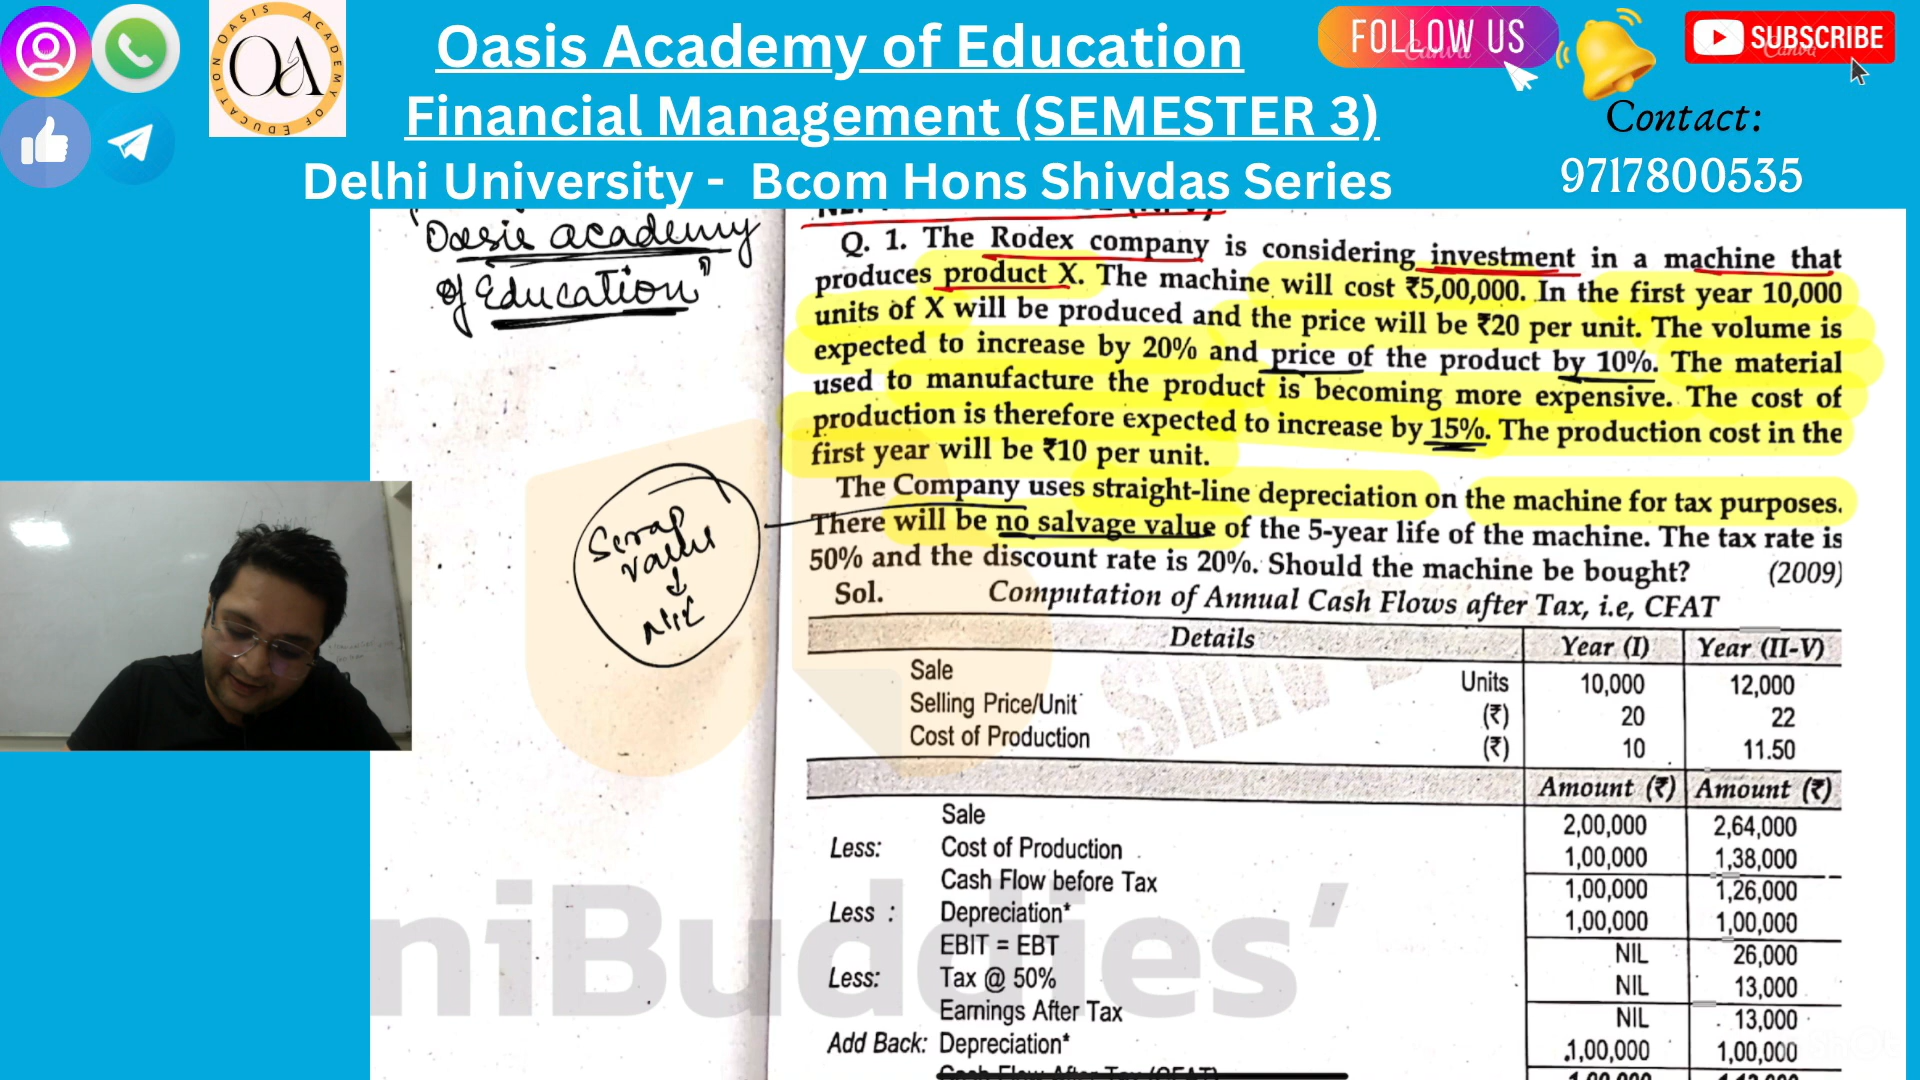 Oasis Academy of Education
Financial Management (SEMESTER 3)
Delhi University - Bcom Hons Shivdas Series
OASIS ACADEMY OF EDUCATION
OA
FOLLOW US
Canva
SUBSCRIBE
Canva
Contact:
9717800535
"Oasis academy
of Education"
Scrap
value
↓
Nil
Q. 1. The Rodex company is considering investment in a machine that
produces product X. The machine will cost ₹5,00,000. In the first year 10,000
units of X will be produced and the price will be ₹20 per unit. The volume is
expected to increase by 20% and price of the product by 10%. The material
used to manufacture the product is becoming more expensive. The cost of
production is therefore expected to increase by 15%. The production cost in the
first year will be ₹10 per unit.
The Company uses straight-line depreciation on the machine for tax purposes.
There will be no salvage value of the 5-year life of the machine. The tax rate is
50% and the discount rate is 20%. Should the machine be bought? (2009)
Sol. Computation of Annual Cash Flows after Tax, i.e, CFAT
Details Year (I) Year (II-V)
Sale Units 10,000 12,000
Selling Price/Unit (₹) 20 22
Cost of Production (₹) 10 11.50
Amount (₹) Amount (₹)
Sale 2,00,000 2,64,000
Less: Cost of Production 1,00,000 1,38,000
Cash Flow before Tax 1,00,000 1,26,000
Less : Depreciation* 1,00,000 1,00,000
EBIT = EBT NIL 26,000
Less: Tax @ 50% NIL 13,000
Earnings After Tax NIL 13,000
Add Back: Depreciation* 1,00,000 1,00,000
niBuddies'